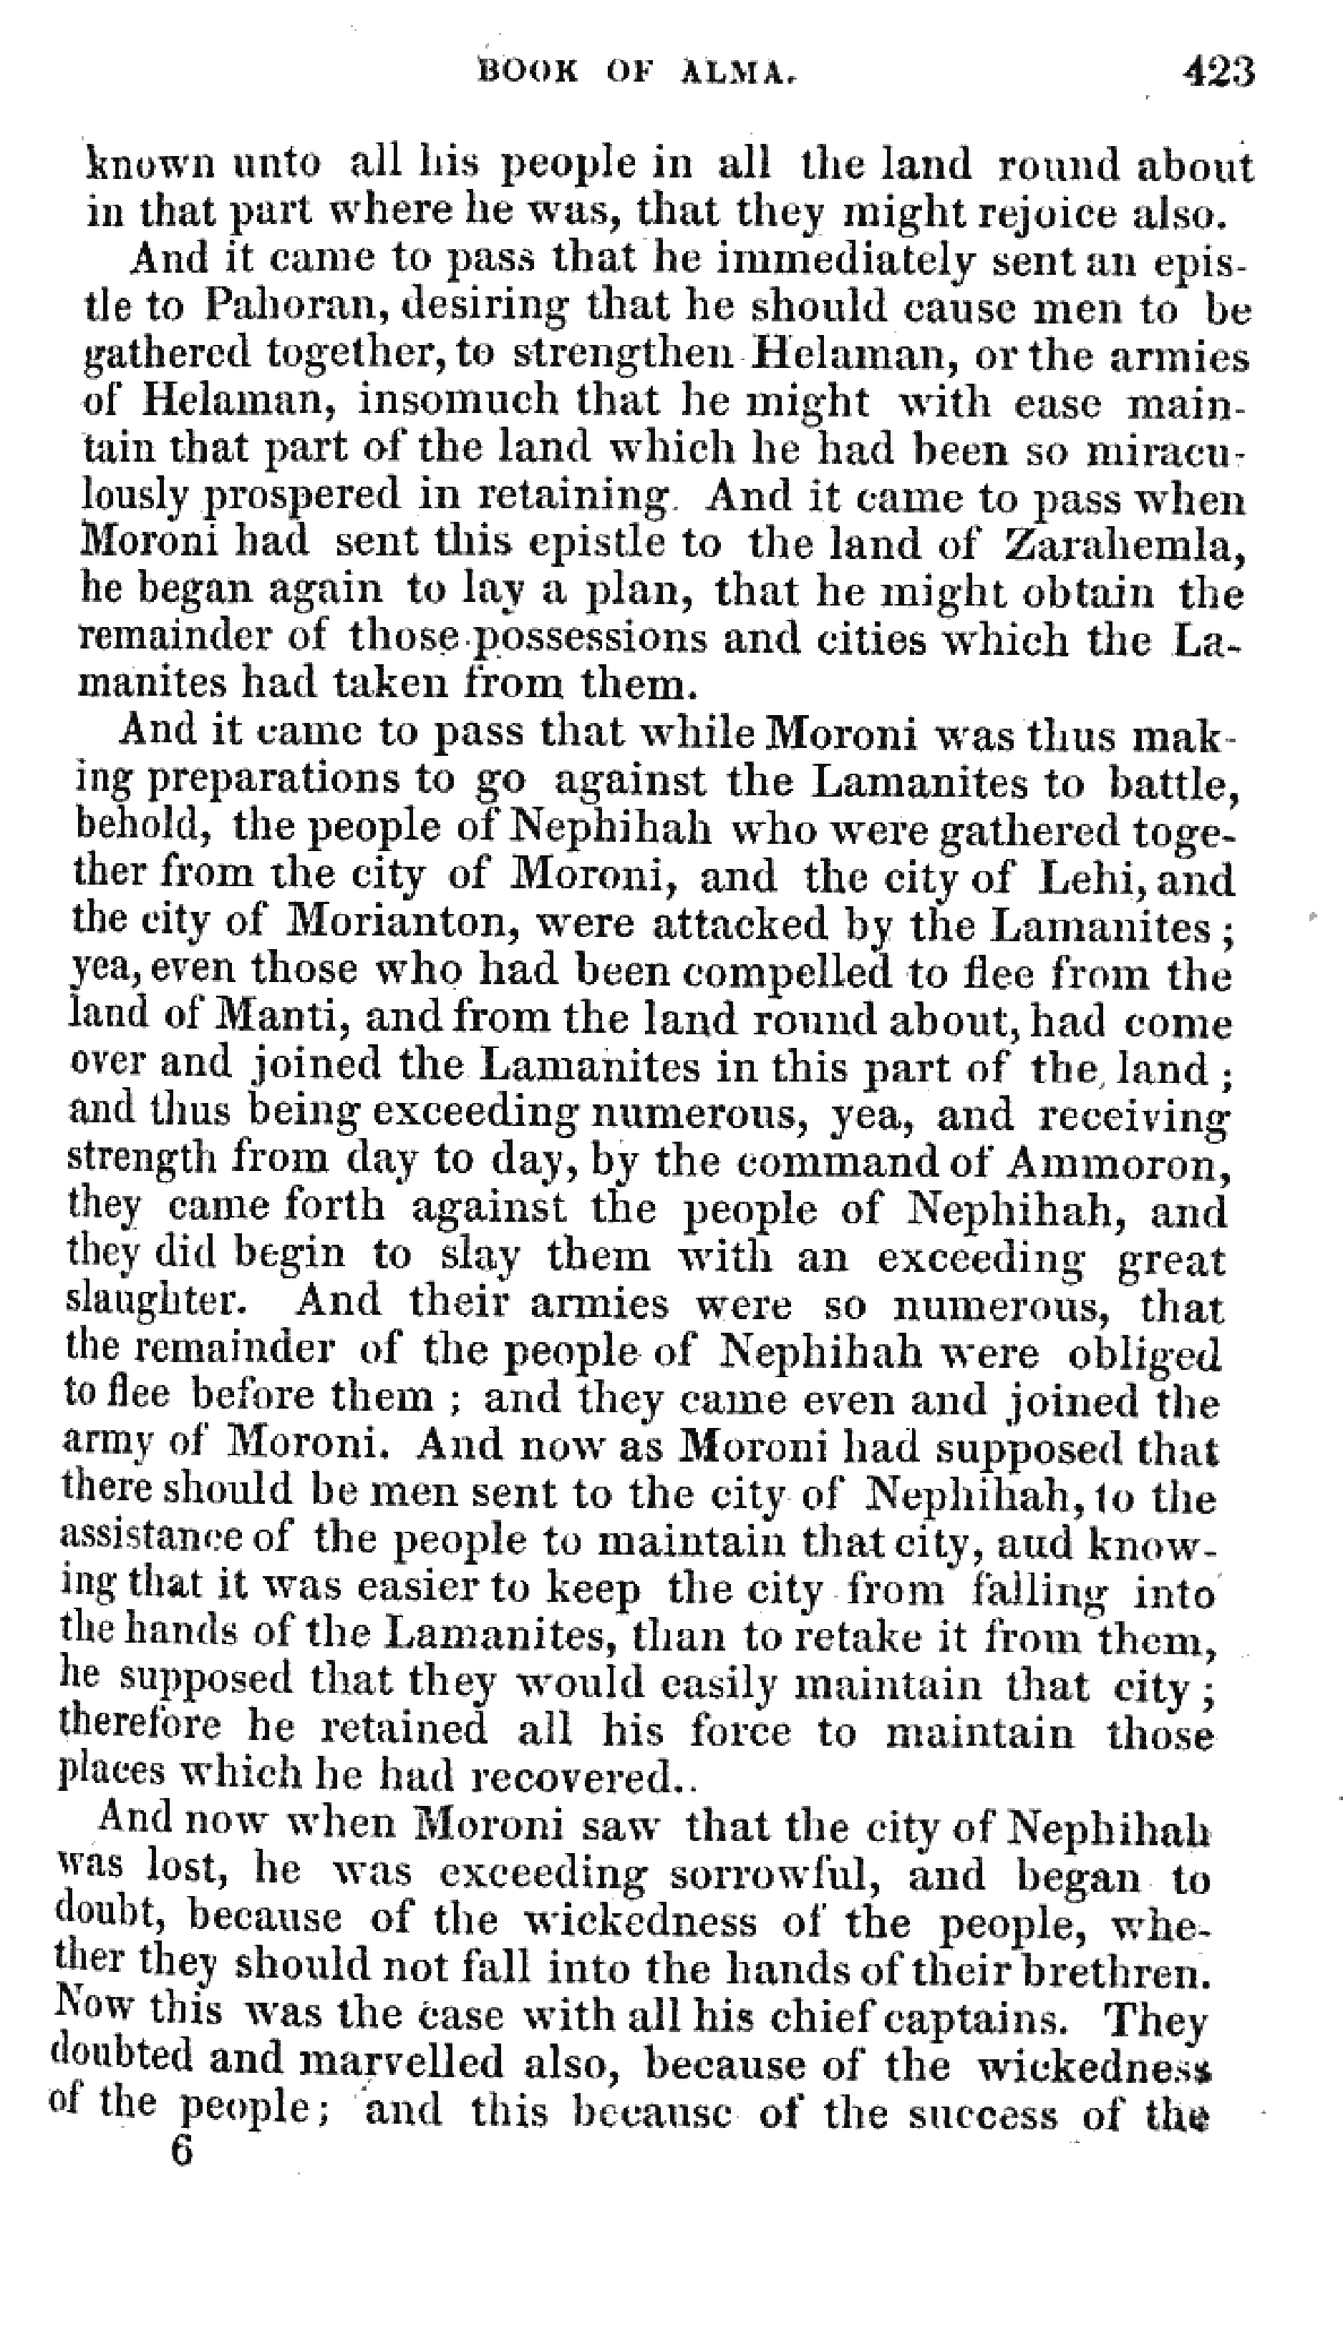 BOOK OF ALMA. 423
known unto all his people in all the land round about
in that part where he was, that they might rejoice also.
And it came to pass that he immediately sent an epis-
tle to Pahoran, desiring that he should cause men to be
gathered together, to strengthen Helaman, or the armies
of Helaman, insomuch that he might with ease main-
tain that part of the land which he had been so miracu-
lously prospered in retaining. And it came to pass when
Moroni had sent this epistle to the land of Zarahemla,
he began again to lay a plan, that he might obtain the
remainder of those possessions and cities which the La-
manites had taken from them.
And it came to pass that while Moroni was thus mak-
ing preparations to go against the Lamanites to battle,
behold, the people of Nephihah who were gathered toge-
ther from the city of Moroni, and the city of Lehi, and
the city of Morianton, were attacked by the Lamanites ;
yea, even those who had been compelled to flee from the
land of Manti, and from the land round about, had come
over and joined the Lamanites in this part of the land ;
and thus being exceeding numerous, yea, and receiving
strength from day to day, by the command of Ammoron,
they came forth against the people of Nephihah, and
they did begin to slay them with an exceeding great
slaughter. And their armies were so numerous, that
the remainder of the people of Nephihah were obliged
to flee before them ; and they came even and joined the
army of Moroni. And now as Moroni had supposed that
there should be men sent to the city of Nephihah, to the
assistance of the people to maintain that city, aud know-
ing that it was easier to keep the city from falling into
the hands of the Lamanites, than to retake it from them,
he supposed that they would easily maintain that city ;
therefore he retained all his force to maintain those
places which he had recovered..
And now when Moroni saw that the city of Nephihah
was lost, he was exceeding sorrowful, and began to
doubt, because of the wickedness of the people, whe-
ther they should not fall into the hands of their brethren.
Now this was the case with all his chief captains. They
doubted and marvelled also, because of the wickedness
of the people; and this because of the success of the
6